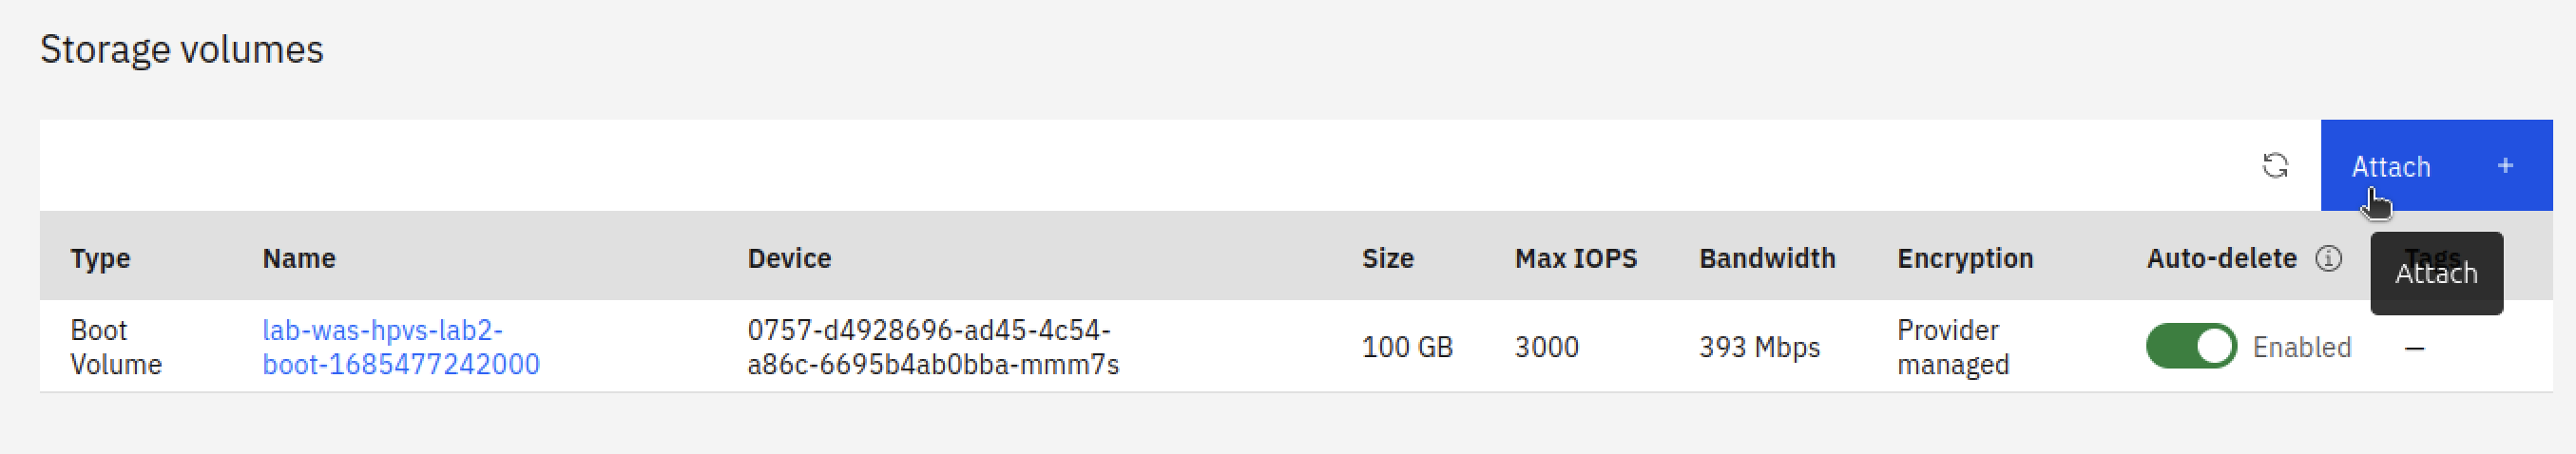 Storage volumes
Attach +
Type Name Device Size Max IOPS Bandwidth Encryption Auto-delete Tags
Attach
Boot Volume lab-was-hpvs-lab2-boot-1685477242000 0757-d4928696-ad45-4c54-a86c-6695b4ab0bba-mmm7s 100 GB 3000 393 Mbps Provider managed Enabled –